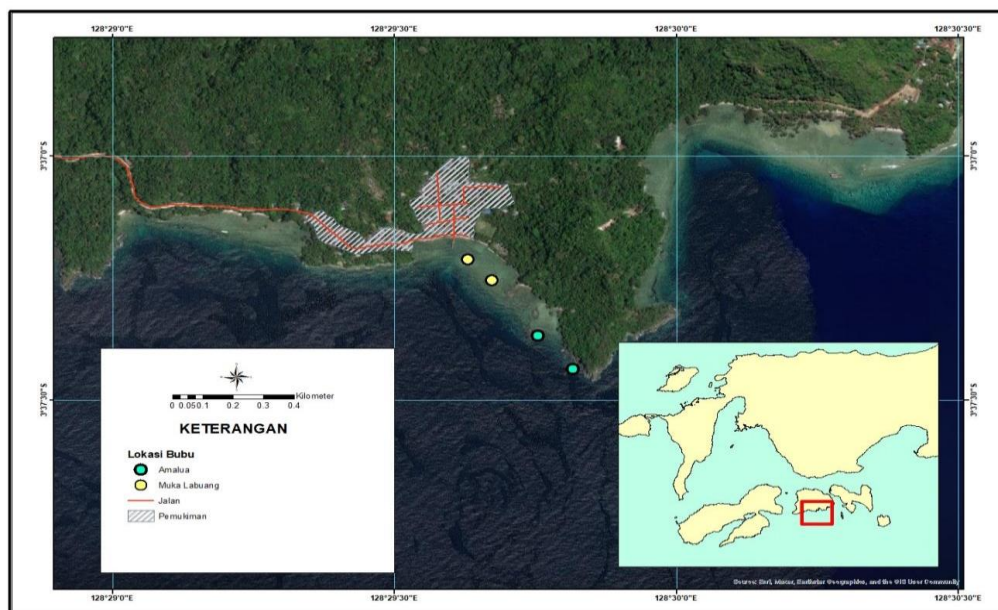 128°29'0"E 128°29'30"E 128°30'0"E 128°30'30"E
3°37'0"S 3°37'0"S
3°37'30"S 3°37'30"S
Kilometer
0 0.05 0.1 0.2 0.3 0.4
KETERANGAN
Lokasi Bubu
Amalua
Muka Labuang
Jalan
Pemukiman
Source: Esri, Maxar, Earthstar Geographics, and the GIS User Community
128°29'0"E 128°29'30"E 128°30'0"E 128°30'30"E